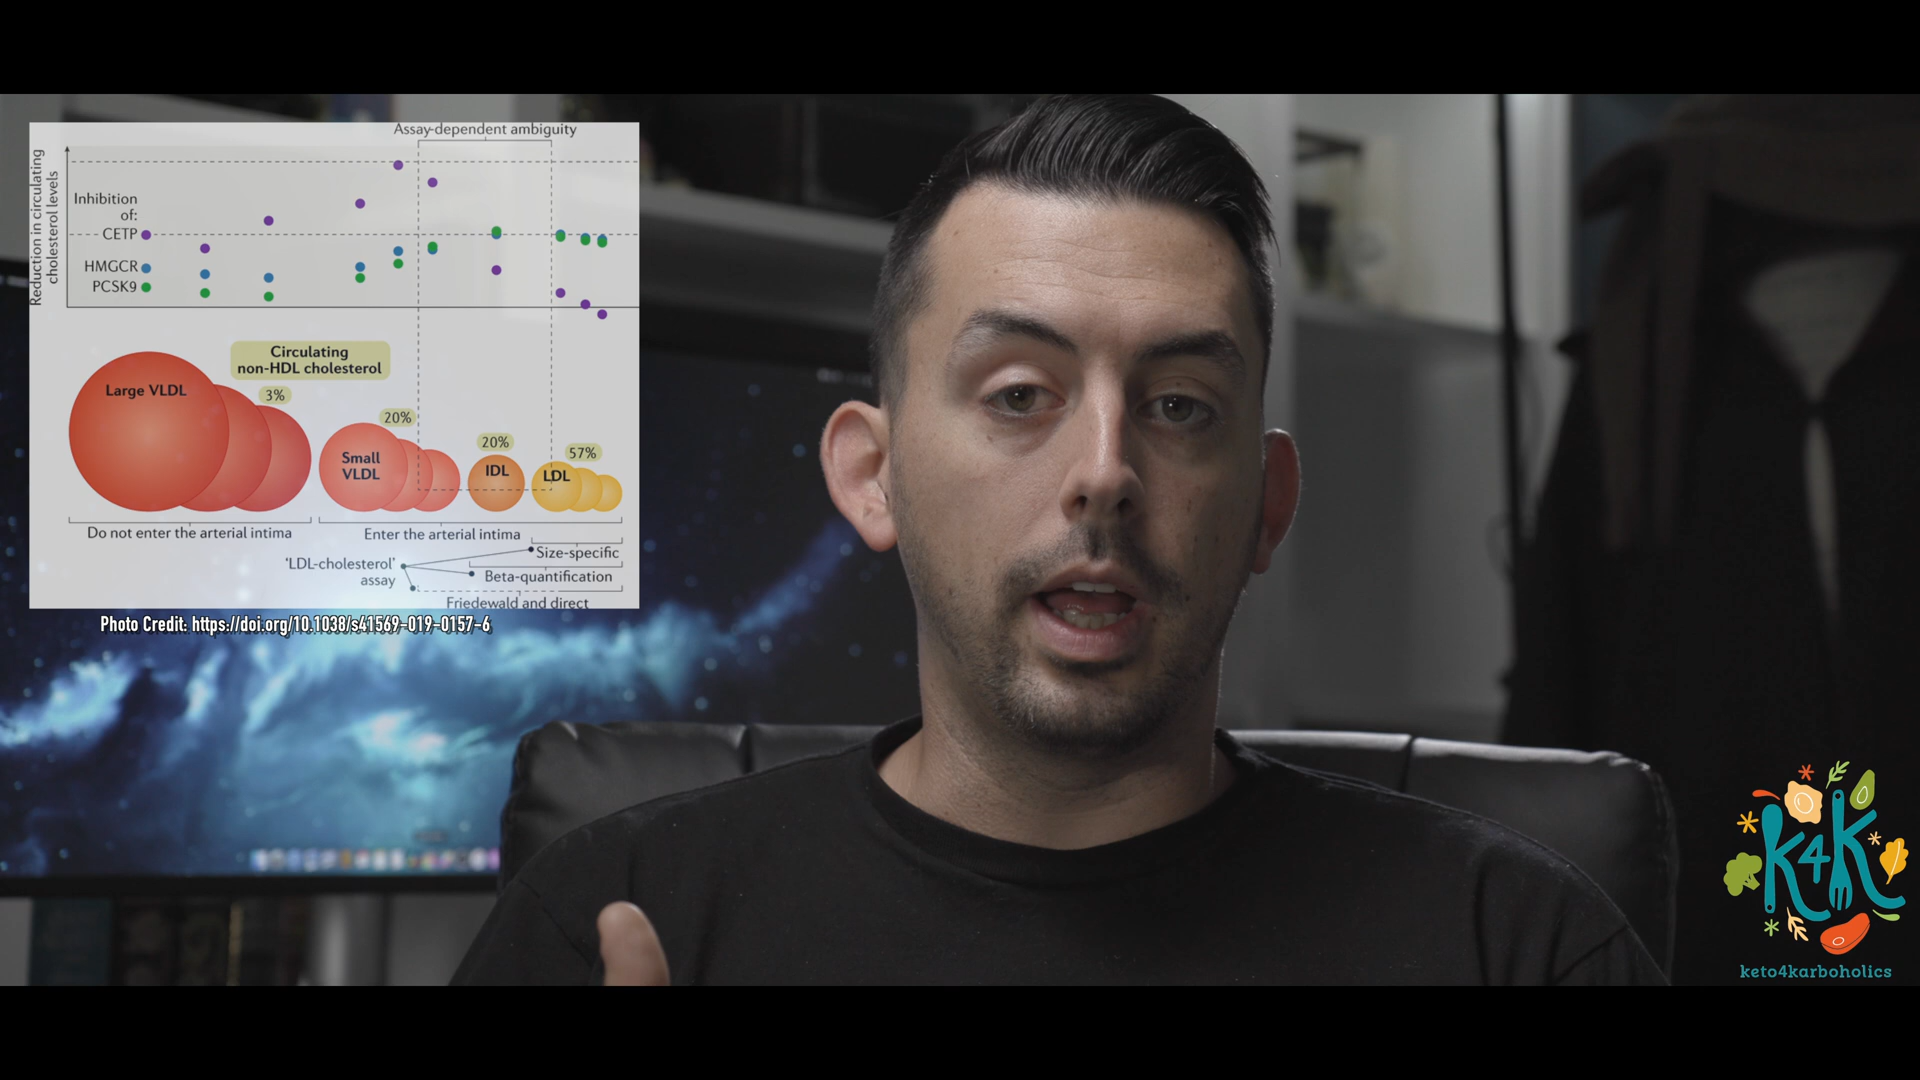 Assay-dependent ambiguity
Reduction in circulating
cholesterol levels
Inhibition
of:
CETP
HMGCR
PCSK9
Circulating
non-HDL cholesterol
Large VLDL
3%
20%
Small
VLDL
20%
IDL
57%
LDL
Do not enter the arterial intima
Enter the arterial intima
'LDL-cholesterol'
assay
Size-specific
Beta-quantification
Friedewald and direct
Photo Credit: https://doi.org/10.1038/s41569-019-0157-6
K4K
keto4karboholics